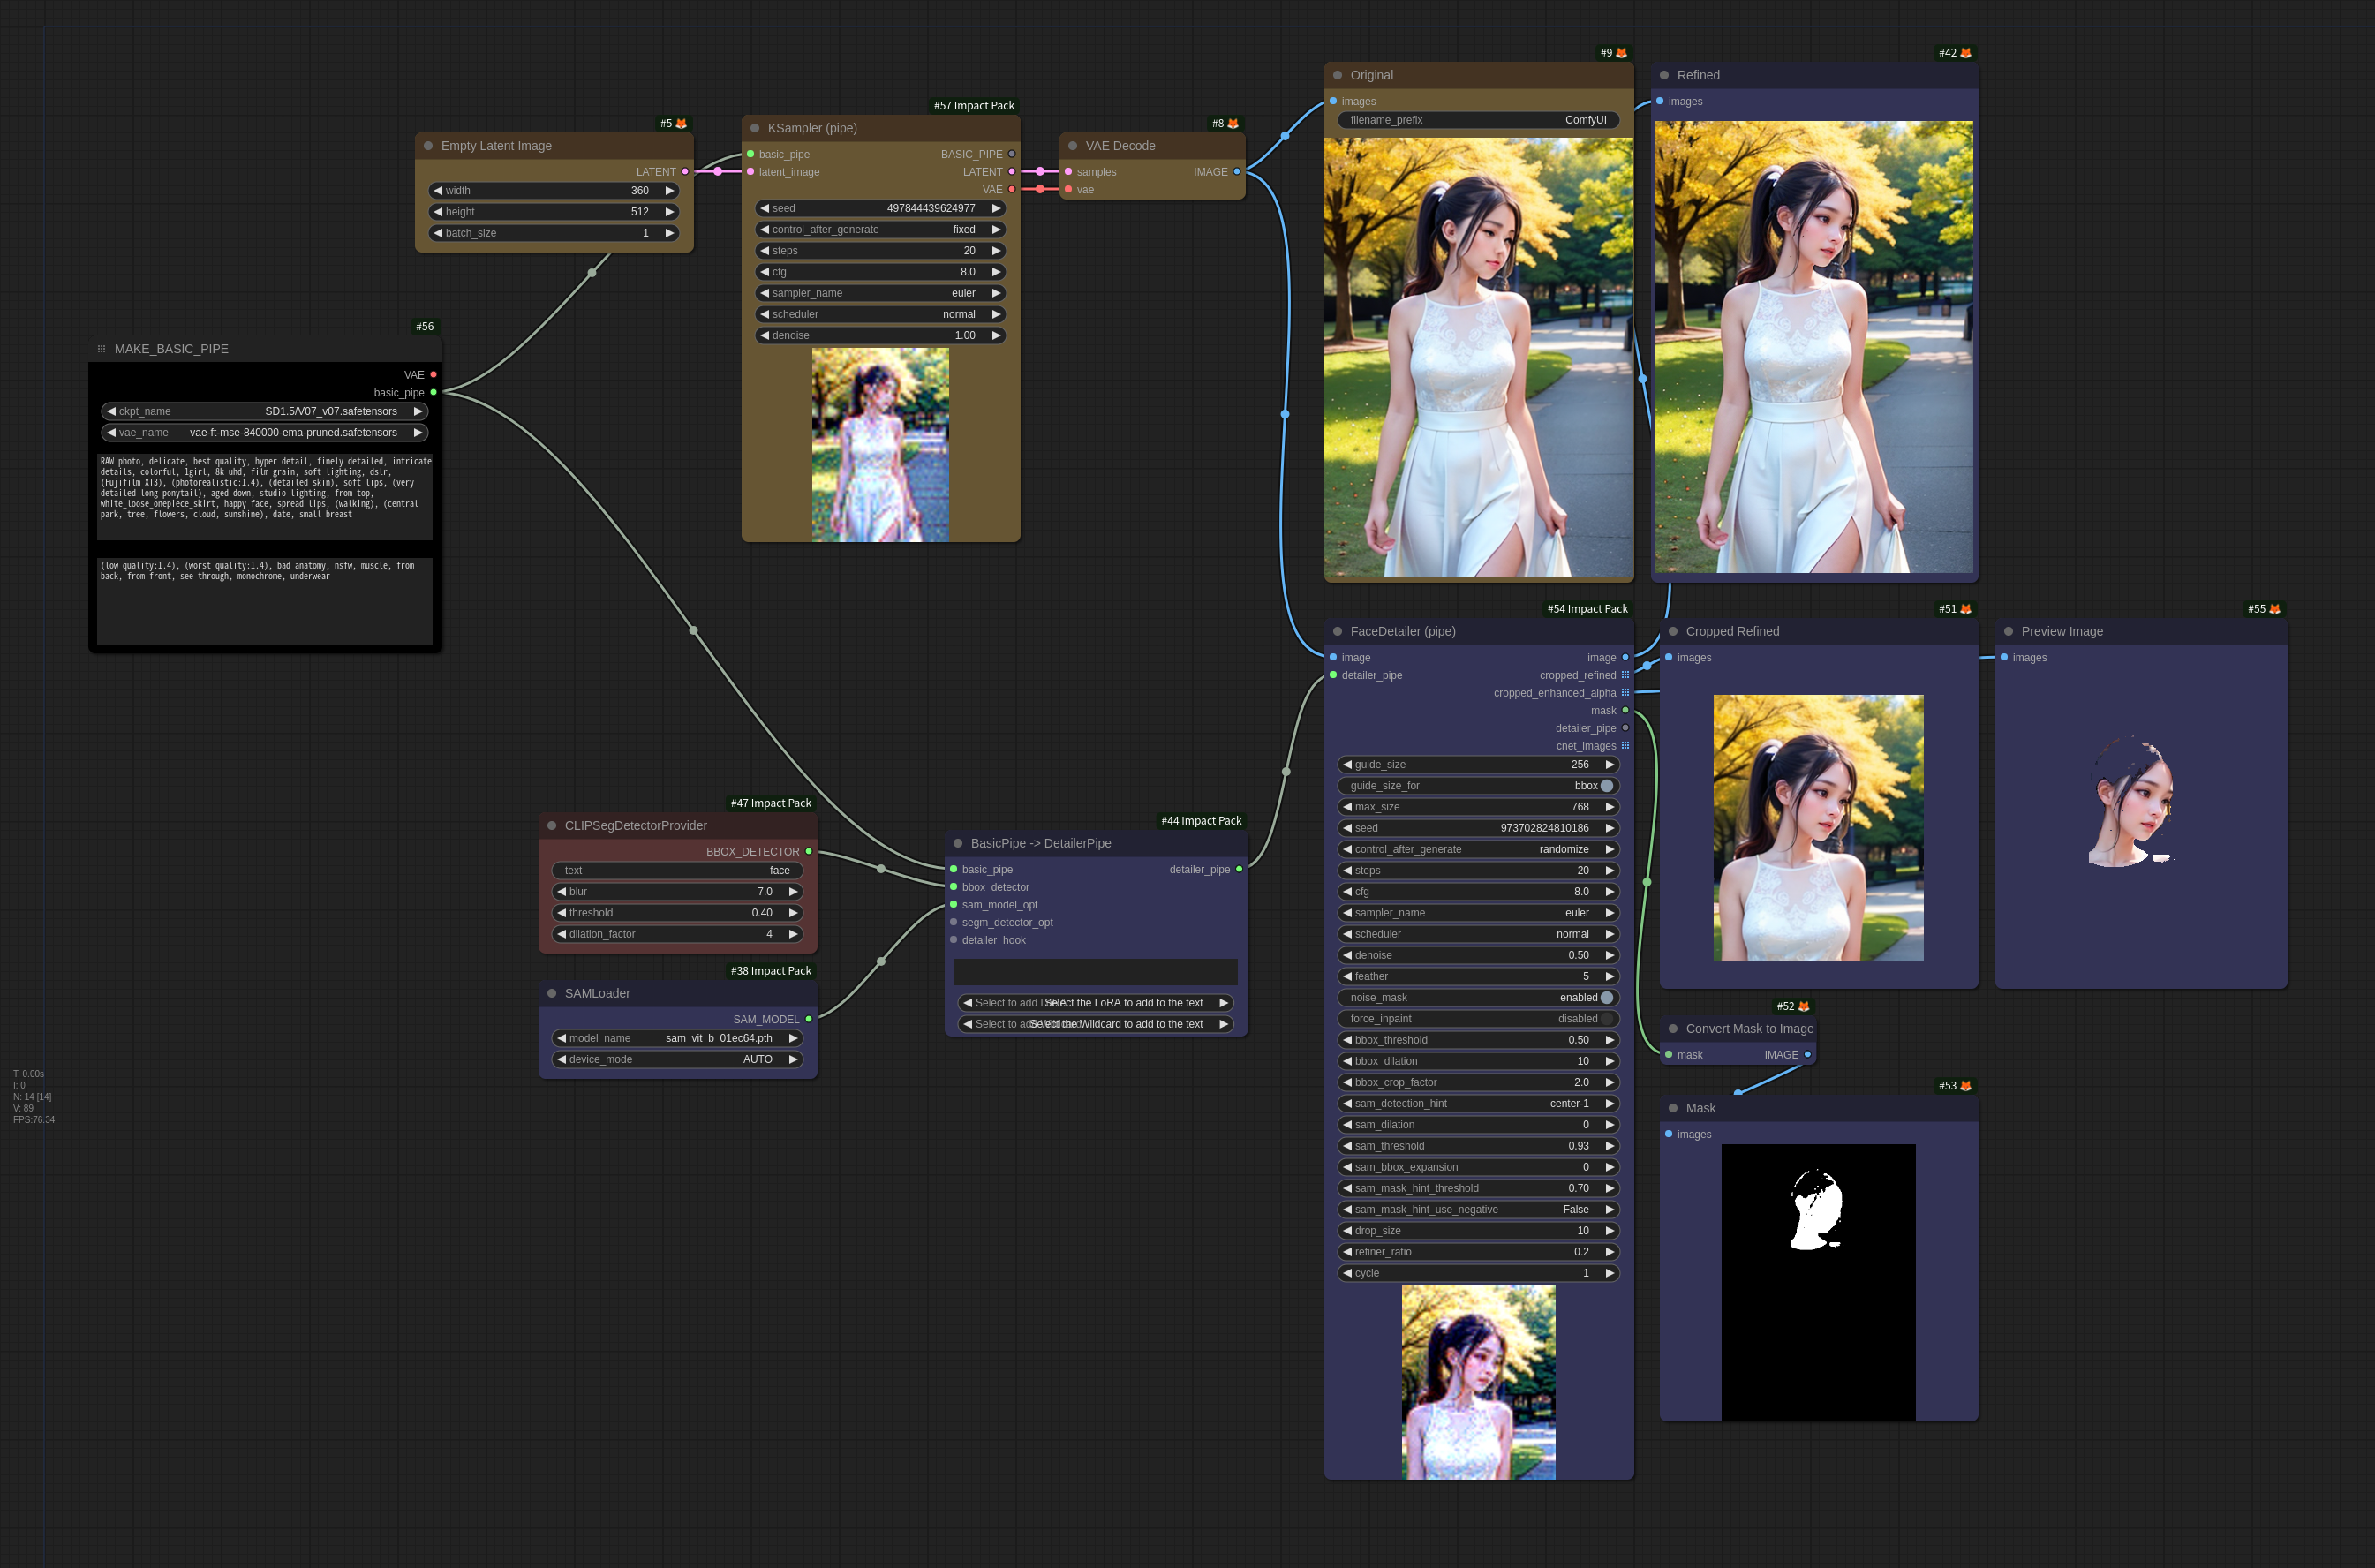 #5
Empty Latent Image
LATENT
width 360
height 512
batch_size 1
#57 Impact Pack
KSampler (pipe)
basic_pipe BASIC_PIPE
latent_image LATENT
VAE
seed 497844439624977
control_after_generate fixed
steps 20
cfg 8.0
sampler_name euler
scheduler normal
denoise 1.00
#8
VAE Decode
samples IMAGE
vae
#9
Original
images
filename_prefix ComfyUI
#42
Refined
images
#56
MAKE_BASIC_PIPE
VAE
basic_pipe
ckpt_name SD1.5/V07_v07.safetensors
vae_name vae-ft-mse-840000-ema-pruned.safetensors
RAW photo, delicate, best quality, hyper detail, finely detailed, intricate
details, colorful, 1girl, 8k uhd, film grain, soft lighting, dslr,
(Fujifilm XT3), (photorealistic:1.4), (detailed skin), soft lips, (very
detailed long ponytail), aged down, studio lighting, from top,
white_loose_onepiece_skirt, happy face, spread lips, (walking), (central
park, tree, flowers, cloud, sunshine), date, small breast
(low quality:1.4), (worst quality:1.4), bad anatomy, nsfw, muscle, from
back, from front, see-through, monochrome, underwear
#47 Impact Pack
CLIPSegDetectorProvider
BBOX_DETECTOR
text face
blur 7.0
threshold 0.40
dilation_factor 4
#38 Impact Pack
SAMLoader
SAM_MODEL
model_name sam_vit_b_01ec64.pth
device_mode AUTO
#44 Impact Pack
BasicPipe -> DetailerPipe
basic_pipe detailer_pipe
bbox_detector
sam_model_opt
segm_detector_opt
detailer_hook
Select to add Select the LoRA to add to the text
Select to add Select the Wildcard to add to the text
#54 Impact Pack
FaceDetailer (pipe)
image image
detailer_pipe cropped_refined
cropped_enhanced_alpha
mask
detailer_pipe
cnet_images
guide_size 256
guide_size_for bbox
max_size 768
seed 973702824810186
control_after_generate randomize
steps 20
cfg 8.0
sampler_name euler
scheduler normal
denoise 0.50
feather 5
noise_mask enabled
force_inpaint disabled
bbox_threshold 0.50
bbox_dilation 10
bbox_crop_factor 2.0
sam_detection_hint center-1
sam_dilation 0
sam_threshold 0.93
sam_bbox_expansion 0
sam_mask_hint_threshold 0.70
sam_mask_hint_use_negative False
drop_size 10
refiner_ratio 0.2
cycle 1
#51
Cropped Refined
images
#55
Preview Image
images
#52
Convert Mask to Image
mask IMAGE
#53
Mask
images
T: 0.00s
I: 0
N: 14 [14]
V: 89
FPS:76.34